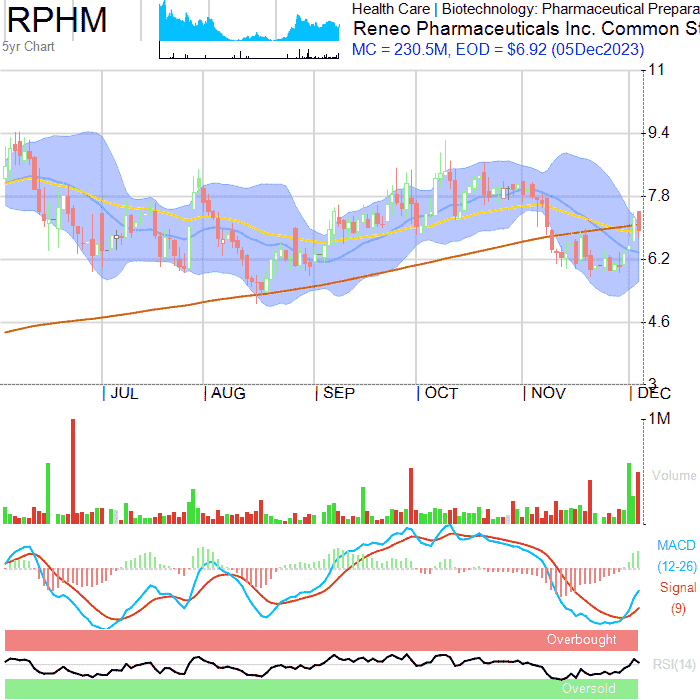 RPHM
5yr Chart
Health Care | Biotechnology: Pharmaceutical Prepara
Reneo Pharmaceuticals Inc. Common St
MC = 230.5M, EOD = $6.92 (05Dec2023)
11
9.4
7.8
6.2
4.6
3
JUL AUG SEP OCT NOV DEC
1M
Volume
MACD
(12-26)
Signal
(9)
Overbought
RSI(14)
Oversold